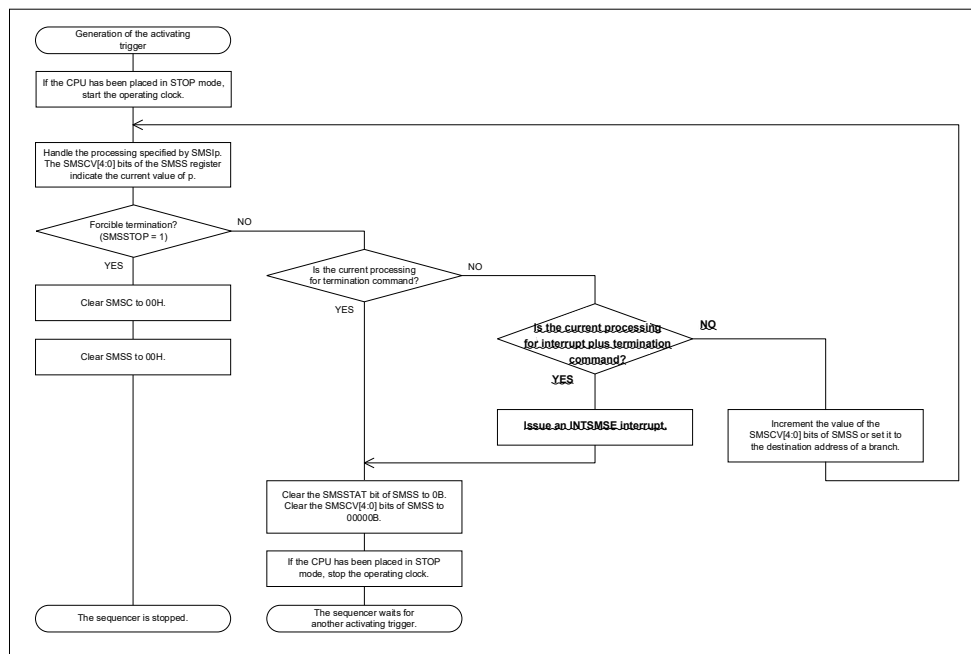 Generation of the activating
trigger
If the CPU has been placed in STOP mode,
start the operating clock.
Handle the processing specified by SMSIp.
The SMSCV[4:0] bits of the SMSS register
indicate the current value of p.
Forcible termination?
(SMSSTOP = 1)
NO
YES
Clear SMSC to 00H.
Clear SMSS to 00H.
The sequencer is stopped.
Is the current processing
for termination command?
NO
YES
Is the current processing
for interrupt plus termination
command?
NO
YES
Issue an INTSMSE interrupt.
Increment the value of the
SMSCV[4:0] bits of SMSS or set it to
the destination address of a branch.
Clear the SMSSTAT bit of SMSS to 0B.
Clear the SMSCV[4:0] bits of SMSS to
00000B.
If the CPU has been placed in STOP
mode, stop the operating clock.
The sequencer waits for
another activating trigger.